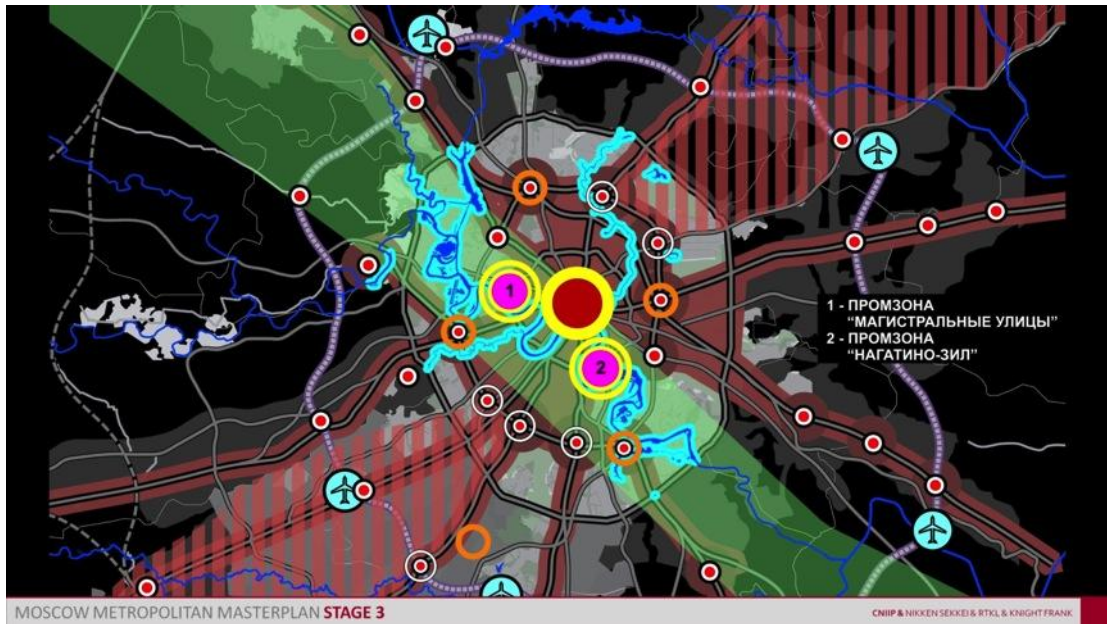 1
2
1 - ПРОМЗОНА
"МАГИСТРАЛЬНЫЕ УЛИЦЫ"
2 - ПРОМЗОНА
"НАГАТИНО-ЗИЛ"
MOSCOW METROPOLITAN MASTERPLAN STAGE 3
CNIIP & NIKKEN SEKKEI & RTKL & KNIGHT FRANK